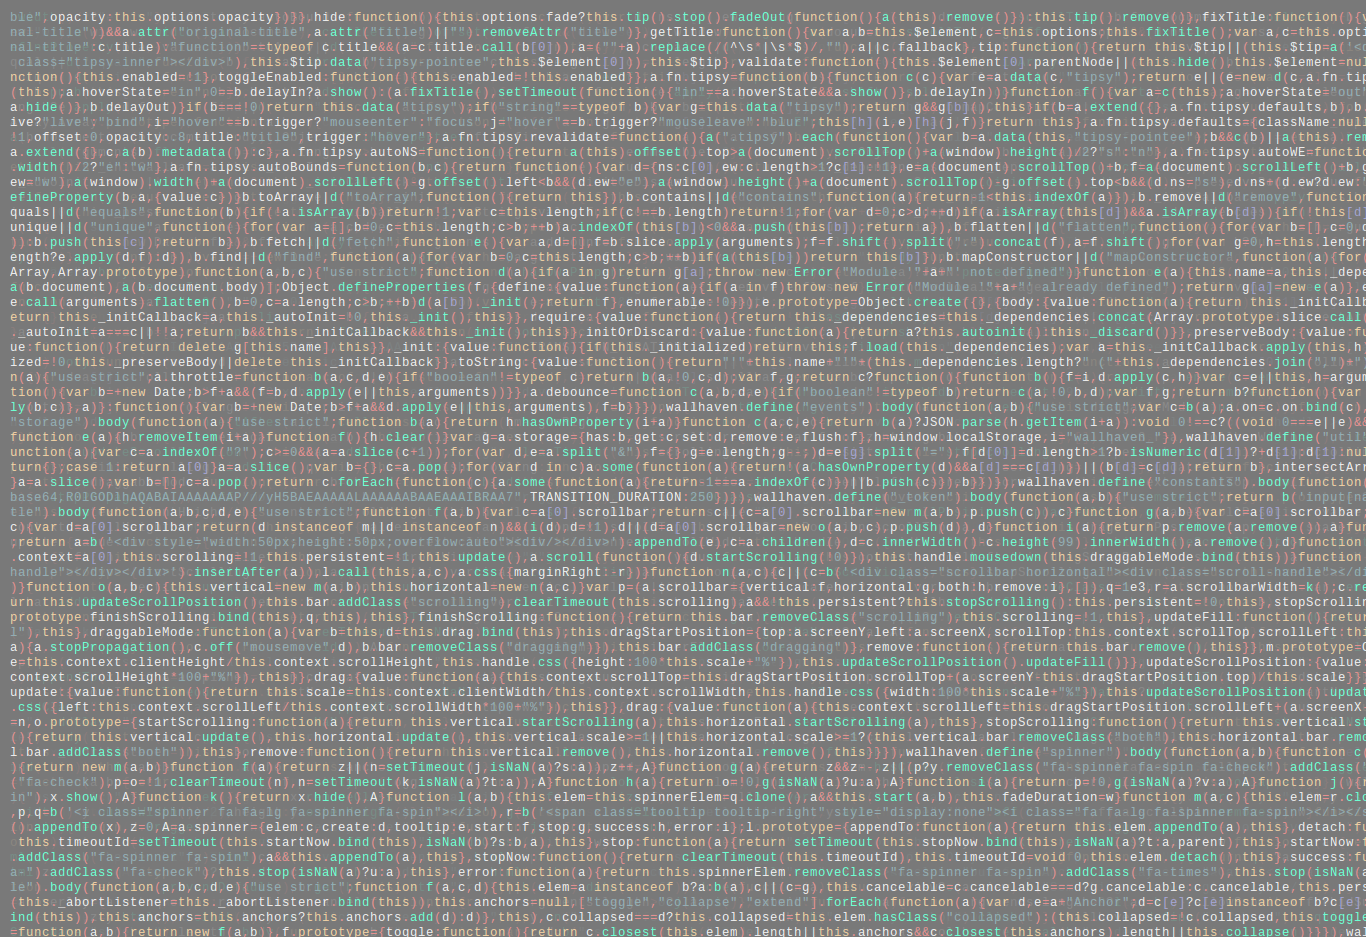 ble",opacity:this.options.opacity})}},hide:function(){this.options.fade?this.tip().stop().fadeOut(function(){a(this).remove()}):this.tip().remove()},fixTitle:function(){v
nal-title"))&&a.attr("original-title",a.attr("title")||"").removeAttr("title")},getTitle:function(){var a,b=this.$element,c=this.options;this.fixTitle();var a,c=this.opti
nal-title":c.title):"function"==typeof c.title&&(a=c.title.call(b[0])),a=(""+a).replace(/(^\s*|\s*$)/,""),a||c.fallback},tip:function(){return this.$tip||(this.$tip=a('<d
class="tipsy-inner"></div>'),this.$tip.data("tipsy-pointee",this.$element[0])),this.$tip},validate:function(){this.$element[0].parentNode||(this.hide(),this.$element=nul
nction(){this.enabled=!1},toggleEnabled:function(){this.enabled=!this.enabled}},a.fn.tipsy=function(b){function c(c){var e=a.data(c,"tipsy");return e||(e=new d(c,a.fn.tip
(this);a.hoverState="in",0==b.delayIn?a.show():(a.fixTitle(),setTimeout(function(){"in"==a.hoverState&&a.show()},b.delayIn))}function f(){var a=c(this);a.hoverState="out"
a.hide()},b.delayOut)}if(b===!0)return this.data("tipsy");if("string"==typeof b){var g=this.data("tipsy");return g&&g[b](),this}if(b=a.extend({},a.fn.tipsy.defaults,b),b
ive?"live":"bind",i="hover"==b.trigger?"mouseenter":"focus",j="hover"==b.trigger?"mouseleave":"blur";this[h](i,e)[h](j,f)}return this},a.fn.tipsy.defaults={className:null
!1,offset:0,opacity:.8,title:"title",trigger:"hover"},a.fn.tipsy.revalidate=function(){a(".tipsy").each(function(){var b=a.data(this,"tipsy-pointee");b&&c(b)||a(this).rem
a.extend({},c,a(b).metadata()):c},a.fn.tipsy.autoNS=function(){return a(this).offset().top>a(document).scrollTop()+a(window).height()/2?"s":"n"},a.fn.tipsy.autoWE=function
.width()/2?"e":"w"},a.fn.tipsy.autoBounds=function(b,c){return function(){var d={ns:c[0],ew:c.length>1?c[1]:!1},e=a(document).scrollTop()+b,f=a(document).scrollLeft()+b,g
ew="w"),a(window).width()+a(document).scrollLeft()-g.offset().left<b&&(d.ew="e"),a(window).height()+a(document).scrollTop()-g.offset().top<b&&(d.ns="s"),d.ns+(d.ew?d.ew:"
efineProperty(b,a,{value:c})}b.toArray||d("toArray",function(){return this}),b.contains||d("contains",function(a){return-1<this.indexOf(a)}),b.remove||d("remove",function
quals||d("equals",function(b){if(!a.isArray(b))return!1;var c=this.length;if(c!==b.length)return!1;for(var d=0;c>d;++d)if(a.isArray(this[d])&&a.isArray(b[d])){if(!this[d]
unique||d("unique",function(){for(var a=[],b=0,c=this.length;c>b;++b)a.indexOf(this[b])<0&&a.push(this[b]);return a}),b.flatten||d("flatten",function(){for(var b=[],c=0,d
)):b.push(this[c]);return b}),b.fetch||d("fetch",function e(){var a,d=[],f=b.slice.apply(arguments);f=f.shift().split(".").concat(f),a=f.shift();for(var g=0,h=this.length
ength?e.apply(d,f):d}),b.find||d("find",function(a){for(var b=0,c=this.length;c>b;++b)if(a(this[b]))return this[b]}),b.mapConstructor||d("mapConstructor",function(a){for(
Array,Array.prototype),function(a,b,c){"use strict";function d(a){if(a in g)return g[a];throw new Error("Module '"+a+"' not defined")}function e(a){this.name=a,this._depe
a(b.document),a(b.document.body)];Object.defineProperties(f,{define:{value:function(a){if(a in f)throw new Error("Module '"+a+"' already defined");return g[a]=new e(a)},e
e.call(arguments).flatten(),b=0,c=a.length;c>b;++b)d(a[b])._init();return f},enumerable:!0}}),e.prototype=Object.create({},{body:{value:function(a){return this._initCallb
eturn this._initCallback=a,this._autoInit=!0,this._init();this}},require:{value:function(){return this._dependencies=this._dependencies.concat(Array.prototype.slice.call(
._autoInit=a===c||!!a;return b&&this._initCallback&&this._init(),this}},initOrDiscard:{value:function(a){return a?this.autoinit():this._discard()}},preserveBody:{value:fu
ue:function(){return delete g[this.name],this}},_init:{value:function(){if(this._initialized)return this;f.load(this._dependencies);var a=this._initCallback.apply(this,h)
ized=!0,this._preserveBody||delete this._initCallback}},toString:{value:function(){return"'"+this.name+"'"+(this._dependencies.length?" ("+this._dependencies.join(",")+")
n(a){"use strict";a.throttle=function b(a,c,d,e){if("boolean"!=typeof c)return b(a,!0,c,d);var f,g;return c?function(){function b(){f=i,d.apply(c,h)}var c=e||this,h=argum
tion(){var b=+new Date;b>f+a&&(f=b,d.apply(e||this,arguments))}},a.debounce=function c(a,b,d,e){if("boolean"!=typeof b)return c(a,!0,b,d);var f,g;return b?function(){var
ly(b,c)},a)}:function(){var b=+new Date;b>f+a&&d.apply(e||this,arguments),f=b}}}),wallhaven.define("events").body(function(a,b){"use strict";var c=b(a);a.on=c.on.bind(c),
"storage").body(function(a){"use strict";function b(a){return h.hasOwnProperty(i+a)}function c(a,c,e){return b(a)?JSON.parse(h.getItem(i+a)):void 0!==c?((void 0===e||e)&&
function e(a){h.removeItem(i+a)}function f(){h.clear()}var g=a.storage={has:b,get:c,set:d,remove:e,flush:f},h=window.localStorage,i="wallhaven_"}),wallhaven.define("util"
unction(a){var c=a.indexOf("?");c>=0&&(a=a.slice(c+1));for(var d,e=a.split("&"),f={},g=e.length;g--;)d=e[g].split("="),f[d[0]]=d.length>1?b.isNumeric(d[1])?+d[1]:d[1]:nul
turn{};case 1:return a[0]}a=a.slice();var b={},c=a.pop();for(var d in c)a.some(function(a){return!(a.hasOwnProperty(d)&&a[d]===c[d])})||(b[d]=c[d]);return b},intersectArr
}a=a.slice();var b=[],c=a.pop();return c.forEach(function(c){a.some(function(a){return-1===a.indexOf(c)})||b.push(c)}),b}})}),wallhaven.define("constants").body(function(
base64;R0lGODlhAQABAIAAAAAAAP///yH5BAEAAAAALAAAAAABAAEAAAIBRAA7",TRANSITION_DURATION:250})}),wallhaven.define("_token").body(function(a,b){"use strict";return b('input[n
tle").body(function(a,b,c,d,e){"use strict";function f(a,b){var c=a[0].scrollbar;return c||(c=a[0].scrollbar=new m(a,b),p.push(c)),c}function g(a,b){var c=a[0].scrollbar;
c){var d=a[0].scrollbar;return(d instanceof m||d instanceof n)&&(i(d),d=!1),d||(d=a[0].scrollbar=new o(a,b,c),p.push(d)),d}function i(a){return p.remove(a.remove()),a}fun
;return a=b('<div style="width:50px;height:50px;overflow:auto"><div/></div>').appendTo(e),c=a.children(),d=c.innerWidth()-c.height(99).innerWidth(),a.remove(),d}function
.context=a[0],this.scrolling=!1,this.persistent=!1,this.update(),a.scroll(function(){d.startScrolling(!0)}),this.handle.mousedown(this.draggableMode.bind(this))}function
handle"></div></div>').insertAfter(a)),l.call(this,a,c),a.css({marginRight:-r})}function n(a,c){c||(c=b('<div class="scrollbar horizontal"><div class="scroll-handle"></di
)}function o(a,b,c){this.vertical=new m(a,b),this.horizontal=new n(a,c)}var p=(a.scrollbar={vertical:f,horizontal:g,both:h,remove:i},[]),q=1e3,r=a.scrollbarWidth=k();c.re
urn this.updateScrollPosition(),this.bar.addClass("scrolling"),clearTimeout(this.scrolling),a&&!this.persistent?this.stopScrolling():this.persistent=!0,this},stopScrollin
prototype.finishScrolling.bind(this),q,this),this},finishScrolling:function(){return this.bar.removeClass("scrolling"),this.scrolling=!1,this},updateFill:function(){retur
l"),this},draggableMode:function(a){var b=this,d=this.drag.bind(this);this.dragStartPosition={top:a.screenY,left:a.screenX,scrollTop:this.context.scrollTop,scrollLeft:thi
a){a.stopPropagation(),c.off("mousemove",d),b.bar.removeClass("dragging")}),this.bar.addClass("dragging")},remove:function(){return this.bar.remove(),this}},m.prototype=O
e=this.context.clientHeight/this.context.scrollHeight,this.handle.css({height:100*this.scale+"%"}),this.updateScrollPosition().updateFill()}},updateScrollPosition:{value:
context.scrollHeight*100+"%"}),this}},drag:{value:function(a){this.context.scrollTop=this.dragStartPosition.scrollTop+(a.screenY-this.dragStartPosition.top)/this.scale}}}
update:{value:function(){return this.scale=this.context.clientWidth/this.context.scrollWidth,this.handle.css({width:100*this.scale+"%"}),this.updateScrollPosition().updat
.css({left:this.context.scrollLeft/this.context.scrollWidth*100+"%"}),this}},drag:{value:function(a){this.context.scrollLeft=this.dragStartPosition.scrollLeft+(a.screenX-
=n,o.prototype={startScrolling:function(a){return this.vertical.startScrolling(a),this.horizontal.startScrolling(a),this},stopScrolling:function(){return this.vertical.st
(){return this.vertical.update(),this.horizontal.update(),this.vertical.scale>=1||this.horizontal.scale>=1?(this.vertical.bar.removeClass("both"),this.horizontal.bar.remo
l.bar.addClass("both")),this},remove:function(){return this.vertical.remove(),this.horizontal.remove(),this}}}),wallhaven.define("spinner").body(function(a,b){function c(
){return new m(a,b)}function f(a){return z||(n=setTimeout(j,isNaN(a)?s:a)),z++,A}function g(a){return z&&z--,z||(p?y.removeClass("fa-spinner fa-spin fa-check").addClass("
("fa-check"),p=o=!1,clearTimeout(n),n=setTimeout(k,isNaN(a)?t:a)),A}function h(a){return o=!0,g(isNaN(a)?u:a),A}function i(a){return p=!0,g(isNaN(a)?v:a),A}function j(){r
in"),x.show(),A}function k(){return x.hide(),A}function l(a,b){this.elem=this.spinnerElem=q.clone(),a&&this.start(a,b),this.fadeDuration=w}function m(a,c){this.elem=r.clo
,p,q=b('<i class="spinner fa fa-lg fa-spinner fa-spin"></i>'),r=b('<span class="tooltip tooltip-right" style="display:none"><i class="fa fa-lg fa-spinner fa-spin"></i></s
().appendTo(x),z=0,A=a.spinner={elem:c,create:d,tooltip:e,start:f,stop:g,success:h,error:i};l.prototype={appendTo:function(a){return this.elem.appendTo(a),this},detach:fu
this.timeoutId=setTimeout(this.startNow.bind(this),isNaN(b)?s:b,a),this},stop:function(a){return setTimeout(this.stopNow.bind(this),isNaN(a)?t:a,parent),this},startNow:f
.addClass("fa-spinner fa-spin"),a&&this.appendTo(a),this},stopNow:function(){return clearTimeout(this.timeoutId),this.timeoutId=void 0,this.elem.detach(),this},success:fu
a-").addClass("fa-check"),this.stop(isNaN(a)?u:a),this},error:function(a){return this.spinnerElem.removeClass("fa-spinner fa-spin").addClass("fa-times"),this.stop(isNaN(a
le").body(function(a,b,c,d,e){"use strict";function f(a,c,d){this.elem=a instanceof b?a:b(a),c||(c=g),this.cancelable=c.cancelable===d?g.cancelable:c.cancelable,this.pers
(this._abortListener=this._abortListener.bind(this)),this.anchors=null,["toggle","collapse","extend"].forEach(function(a){var d,e=a+"Anchor";d=c[e]?c[e]instanceof b?c[e]:
ind(this)),this.anchors=this.anchors?this.anchors.add(d):d)},this),c.collapsed===d?this.collapsed=this.elem.hasClass("collapsed"):(this.collapsed=!c.collapsed,this.toggle
=function(a,b){return new f(a,b)},f.prototype={toggle:function(){return c.closest(this.elem).length||this.anchors&&c.closest(this.anchors).length||this.collapse()}}}),wal